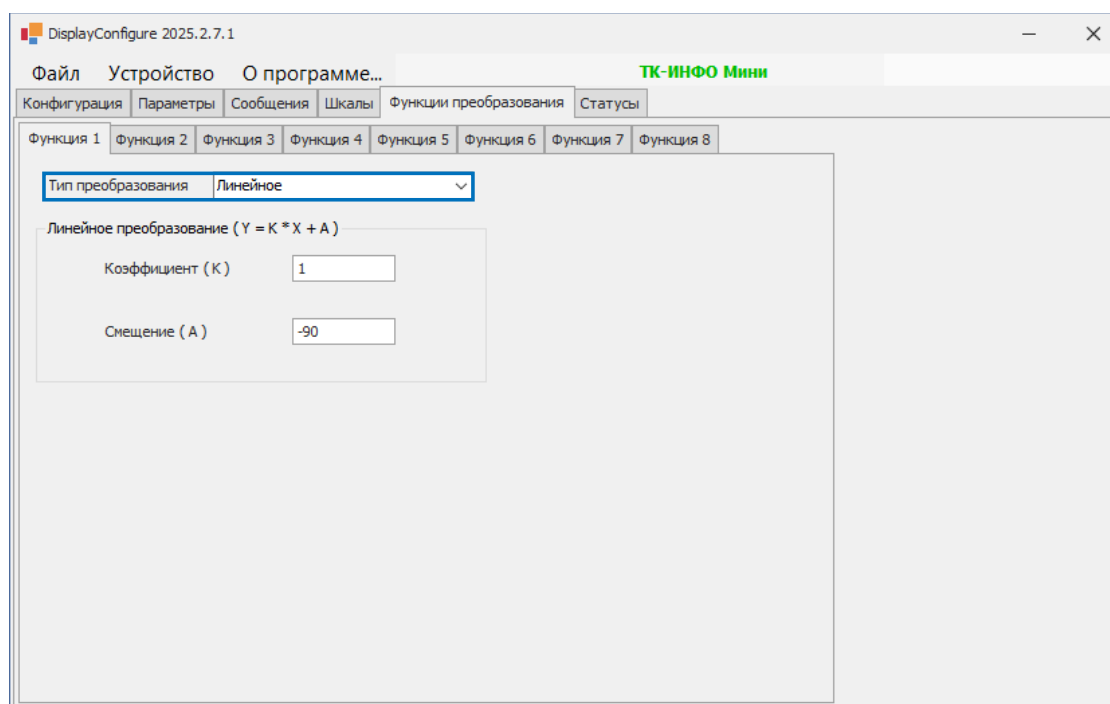 DisplayConfigure 2025.2.7.1
Файл Устройство О программе... ТК-ИНФО Мини
Конфигурация Параметры Сообщения Шкалы Функции преобразования Статусы
Функция 1 Функция 2 Функция 3 Функция 4 Функция 5 Функция 6 Функция 7 Функция 8
Тип преобразования Линейное
Линейное преобразование ( Y = K * X + A )
Коэффициент ( K ) 1
Смещение ( A ) -90